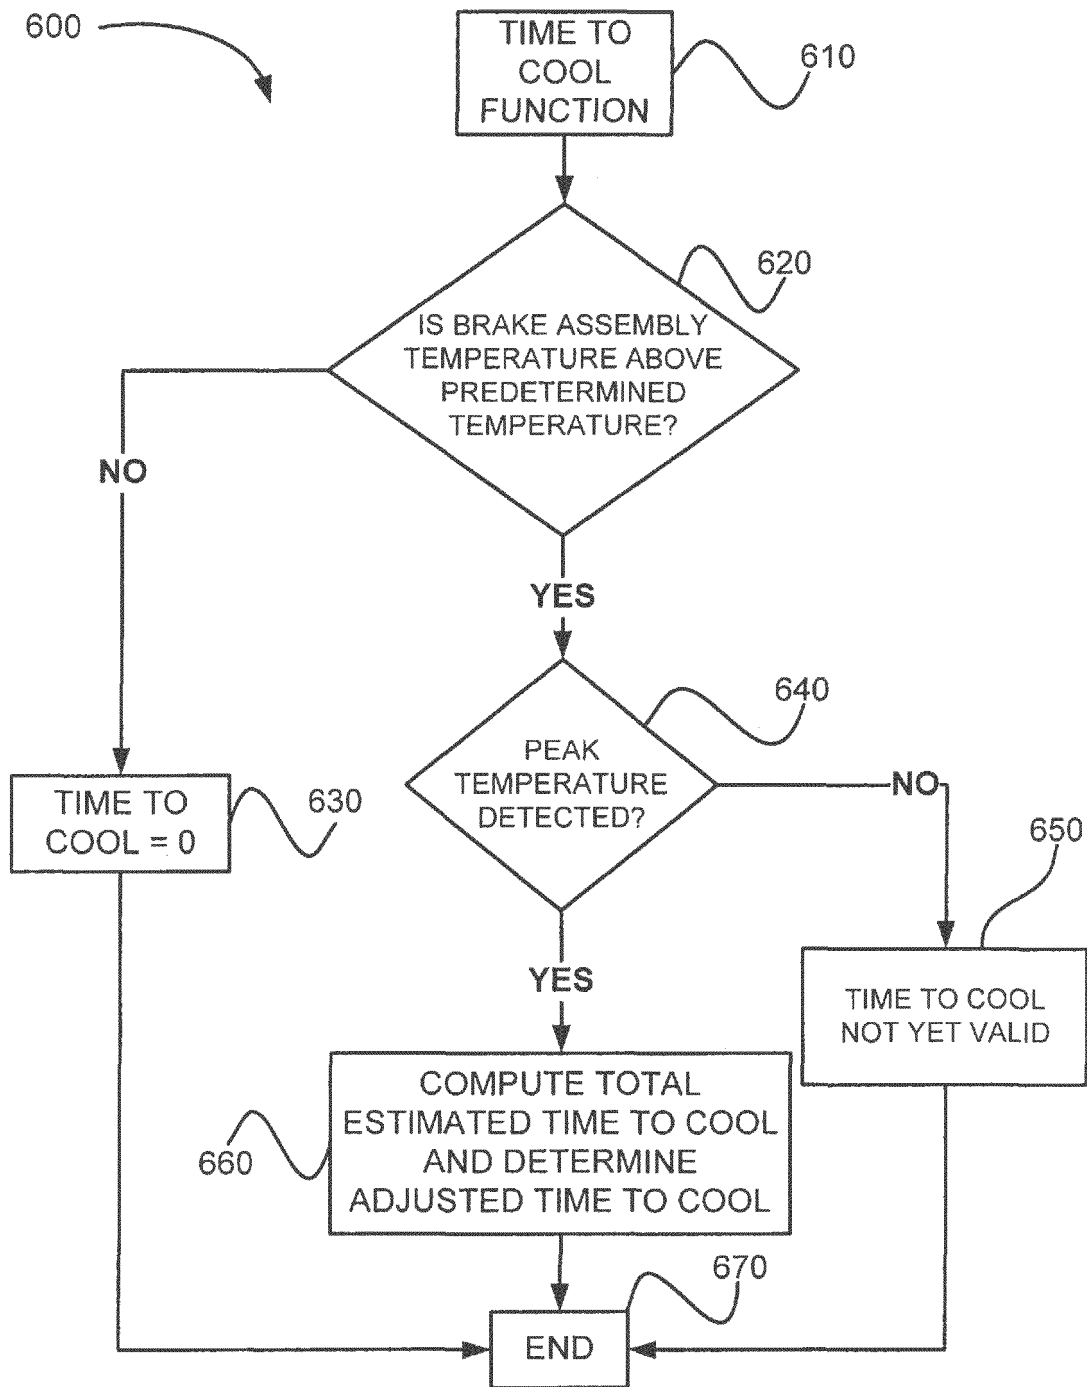 600
TIME TO
COOL
FUNCTION
610
620
IS BRAKE ASSEMBLY
TEMPERATURE ABOVE
PREDETERMINED
TEMPERATURE?
NO
YES
640
PEAK
TEMPERATURE
DETECTED?
NO
TIME TO
COOL = 0
630
650
YES
TIME TO COOL
NOT YET VALID
COMPUTE TOTAL
ESTIMATED TIME TO COOL
AND DETERMINE
ADJUSTED TIME TO COOL
660
670
END